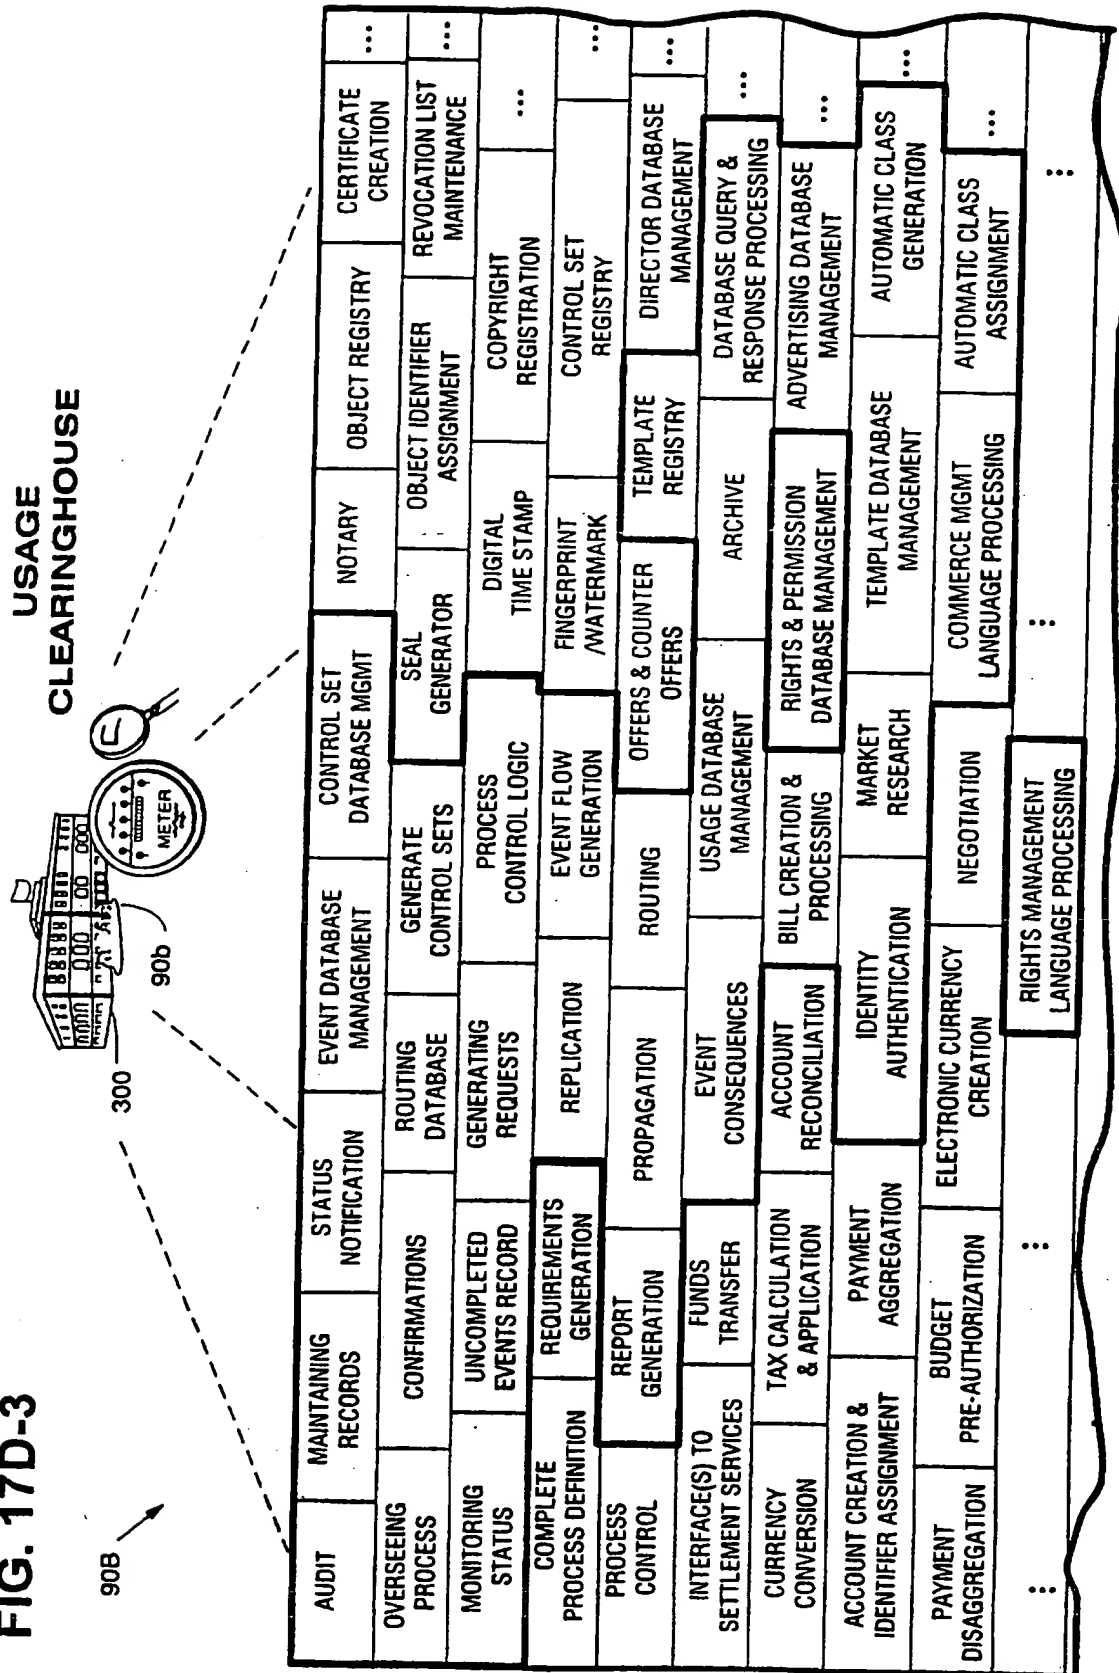 FIG. 17D-3
USAGE
CLEARINGHOUSE
90B
300
90b
METER
AUDIT
MAINTAINING
RECORDS
STATUS
NOTIFICATION
EVENT DATABASE
MANAGEMENT
CONTROL SET
DATABASE MGMT
NOTARY
OBJECT REGISTRY
CERTIFICATE
CREATION
...
OVERSEEING
PROCESS
CONFIRMATIONS
ROUTING
DATABASE
GENERATE
CONTROL SETS
SEAL
GENERATOR
OBJECT IDENTIFIER
ASSIGNMENT
REVOCATION LIST
MAINTENANCE
...
MONITORING
STATUS
UNCOMPLETED
EVENTS RECORD
GENERATING
REQUESTS
PROCESS
CONTROL LOGIC
DIGITAL
TIME STAMP
COPYRIGHT
REGISTRATION
...
COMPLETE
PROCESS DEFINITION
REQUIREMENTS
GENERATION
REPLICATION
EVENT FLOW
GENERATION
FINGERPRINT
/WATERMARK
CONTROL SET
REGISTRY
...
PROCESS
CONTROL
REPORT
GENERATION
PROPAGATION
ROUTING
OFFERS & COUNTER
OFFERS
TEMPLATE
REGISTRY
DIRECTOR DATABASE
MANAGEMENT
...
INTERFACE(S) TO
SETTLEMENT SERVICES
FUNDS
TRANSFER
EVENT
CONSEQUENCES
USAGE DATABASE
MANAGEMENT
ARCHIVE
DATABASE QUERY &
RESPONSE PROCESSING
...
CURRENCY
CONVERSION
TAX CALCULATION
& APPLICATION
ACCOUNT
RECONCILIATION
BILL CREATION &
PROCESSING
RIGHTS & PERMISSION
DATABASE MANAGEMENT
ADVERTISING DATABASE
MANAGEMENT
...
ACCOUNT CREATION &
IDENTIFIER ASSIGNMENT
PAYMENT
AGGREGATION
IDENTITY
AUTHENTICATION
MARKET
RESEARCH
TEMPLATE DATABASE
MANAGEMENT
AUTOMATIC CLASS
GENERATION
...
PAYMENT
DISAGGREGATION
BUDGET
PRE-AUTHORIZATION
ELECTRONIC CURRENCY
CREATION
NEGOTIATION
COMMERCE MGMT
LANGUAGE PROCESSING
AUTOMATIC CLASS
ASSIGNMENT
...
...
...
RIGHTS MANAGEMENT
LANGUAGE PROCESSING
...
...